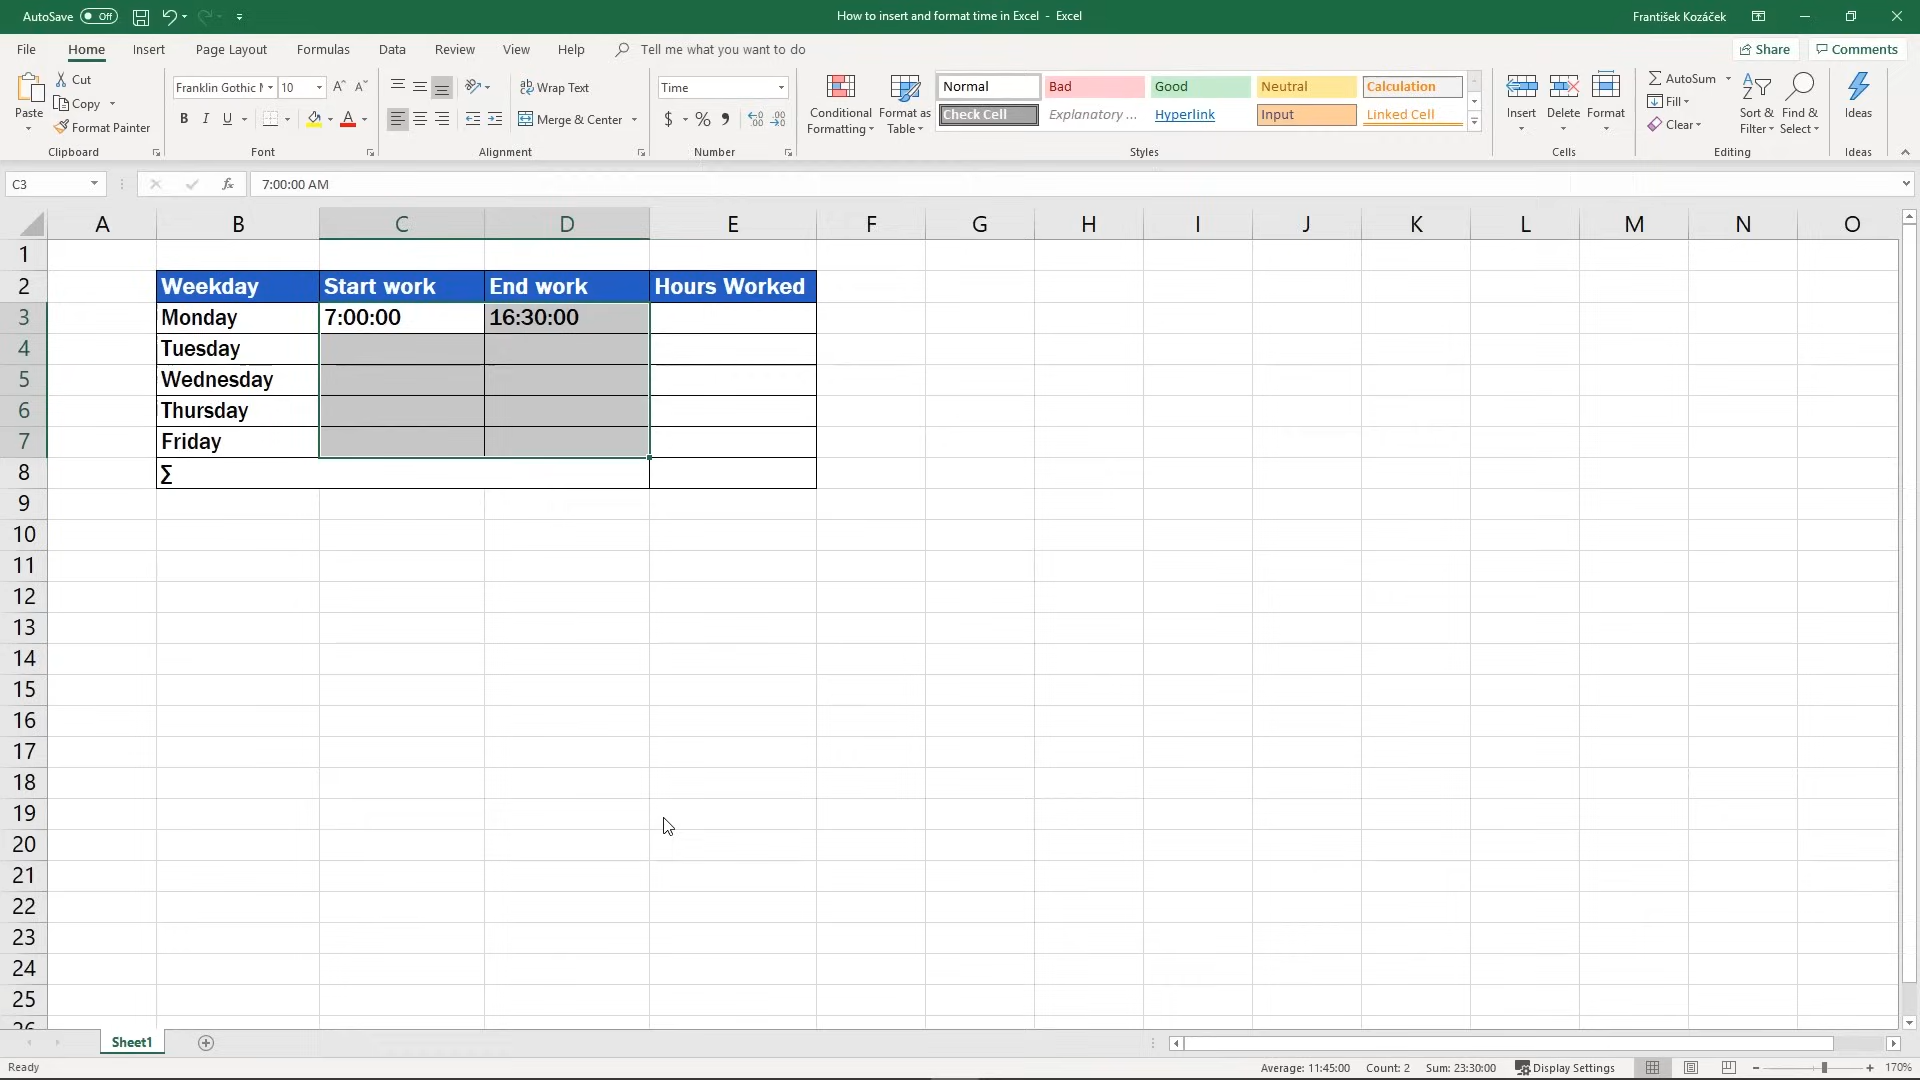 AutoSave Off How to insert and format time in Excel - Excel František Kozáček
File Home Insert Page Layout Formulas Data Review View Help Tell me what you want to do Share Comments
Paste Cut Copy Format Painter
Clipboard
Franklin Gothic M 10
B I U A
Font
Wrap Text
Merge & Center
Alignment
Time
$ % , .00
Number
Conditional Formatting Format as Table
Normal Bad Good Neutral Calculation
Check Cell Explanatory ... Hyperlink Input Linked Cell
Styles
Insert Delete Format
Cells
AutoSum
Fill
Clear
Sort & Filter Find & Select
Editing
Ideas
Ideas
C3 fx 7:00:00 AM
A B C D E F G H I J K L M N O
1
2 Weekday Start work End work Hours Worked
3 Monday 7:00:00 16:30:00
4 Tuesday
5 Wednesday
6 Thursday
7 Friday
8 ∑
9
10
11
12
13
14
15
16
17
18
19
20
21
22
23
24
25
26
Sheet1
Ready Average: 11:45:00 Count: 2 Sum: 23:30:00 Display Settings 170%